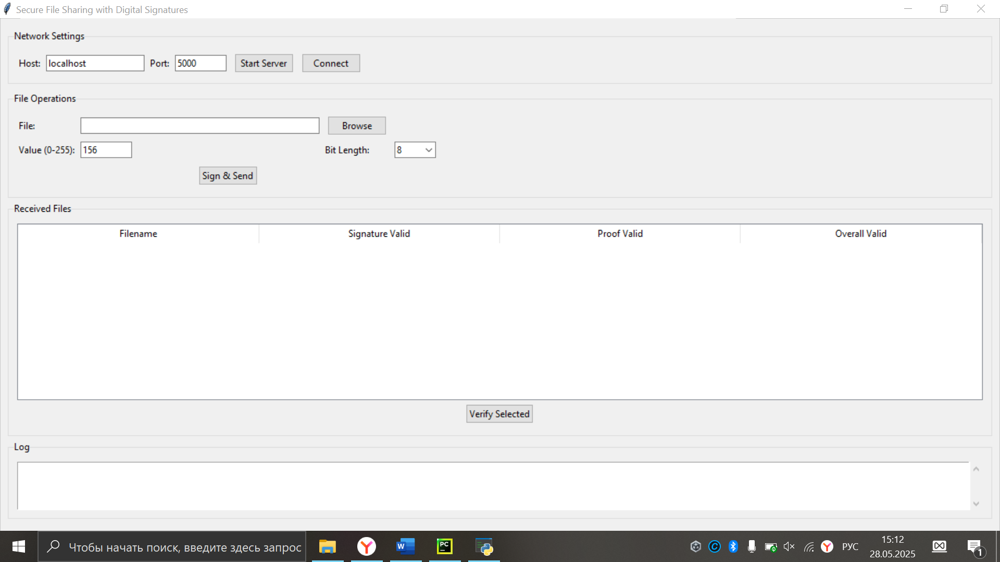 Secure File Sharing with Digital Signatures
Network Settings
Host: localhost Port: 5000 Start Server Connect
File Operations
File: Browse
Value (0-255): 156 Bit Length: 8
Sign & Send
Received Files
Filename Signature Valid Proof Valid Overall Valid
Verify Selected
Log
Чтобы начать поиск, введите здесь запрос
W
PC
РУС
15:12
28.05.2025
1